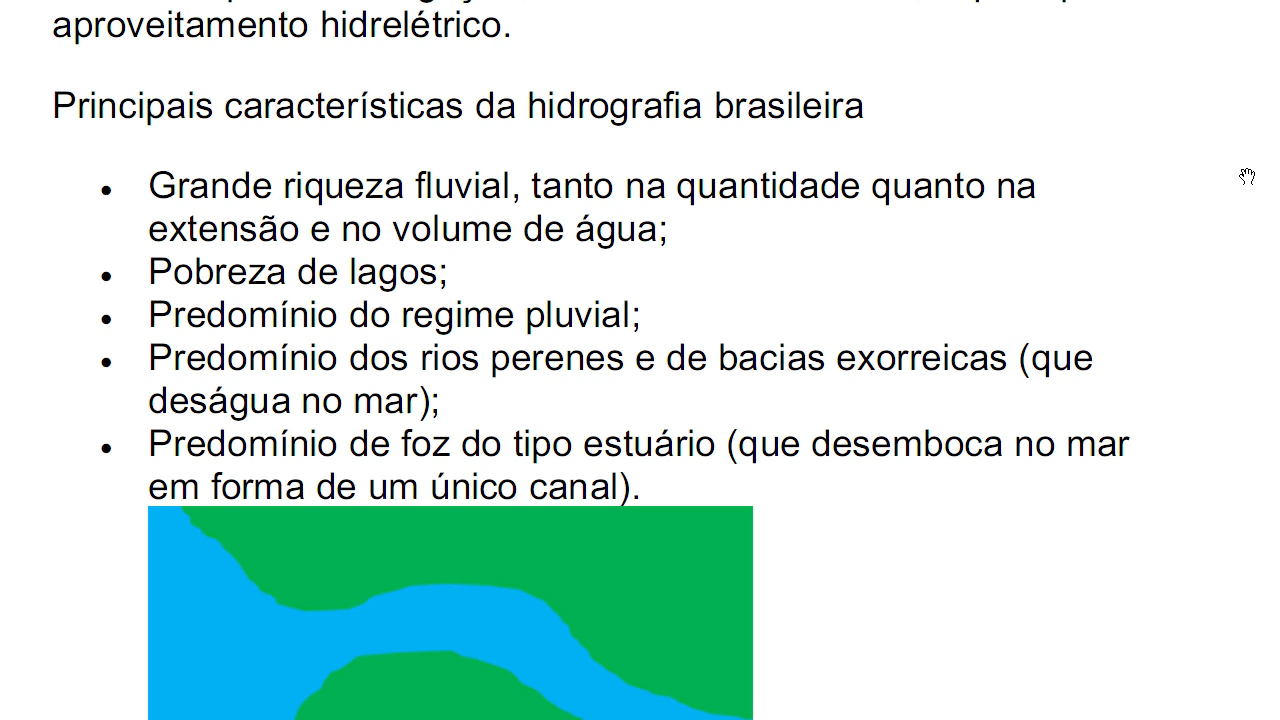 aproveitamento hidrelétrico.
Principais características da hidrografia brasileira
• Grande riqueza fluvial, tanto na quantidade quanto na
extensão e no volume de água;
• Pobreza de lagos;
• Predomínio do regime pluvial;
• Predomínio dos rios perenes e de bacias exorreicas (que
deságua no mar);
• Predomínio de foz do tipo estuário (que desemboca no mar
em forma de um único canal).